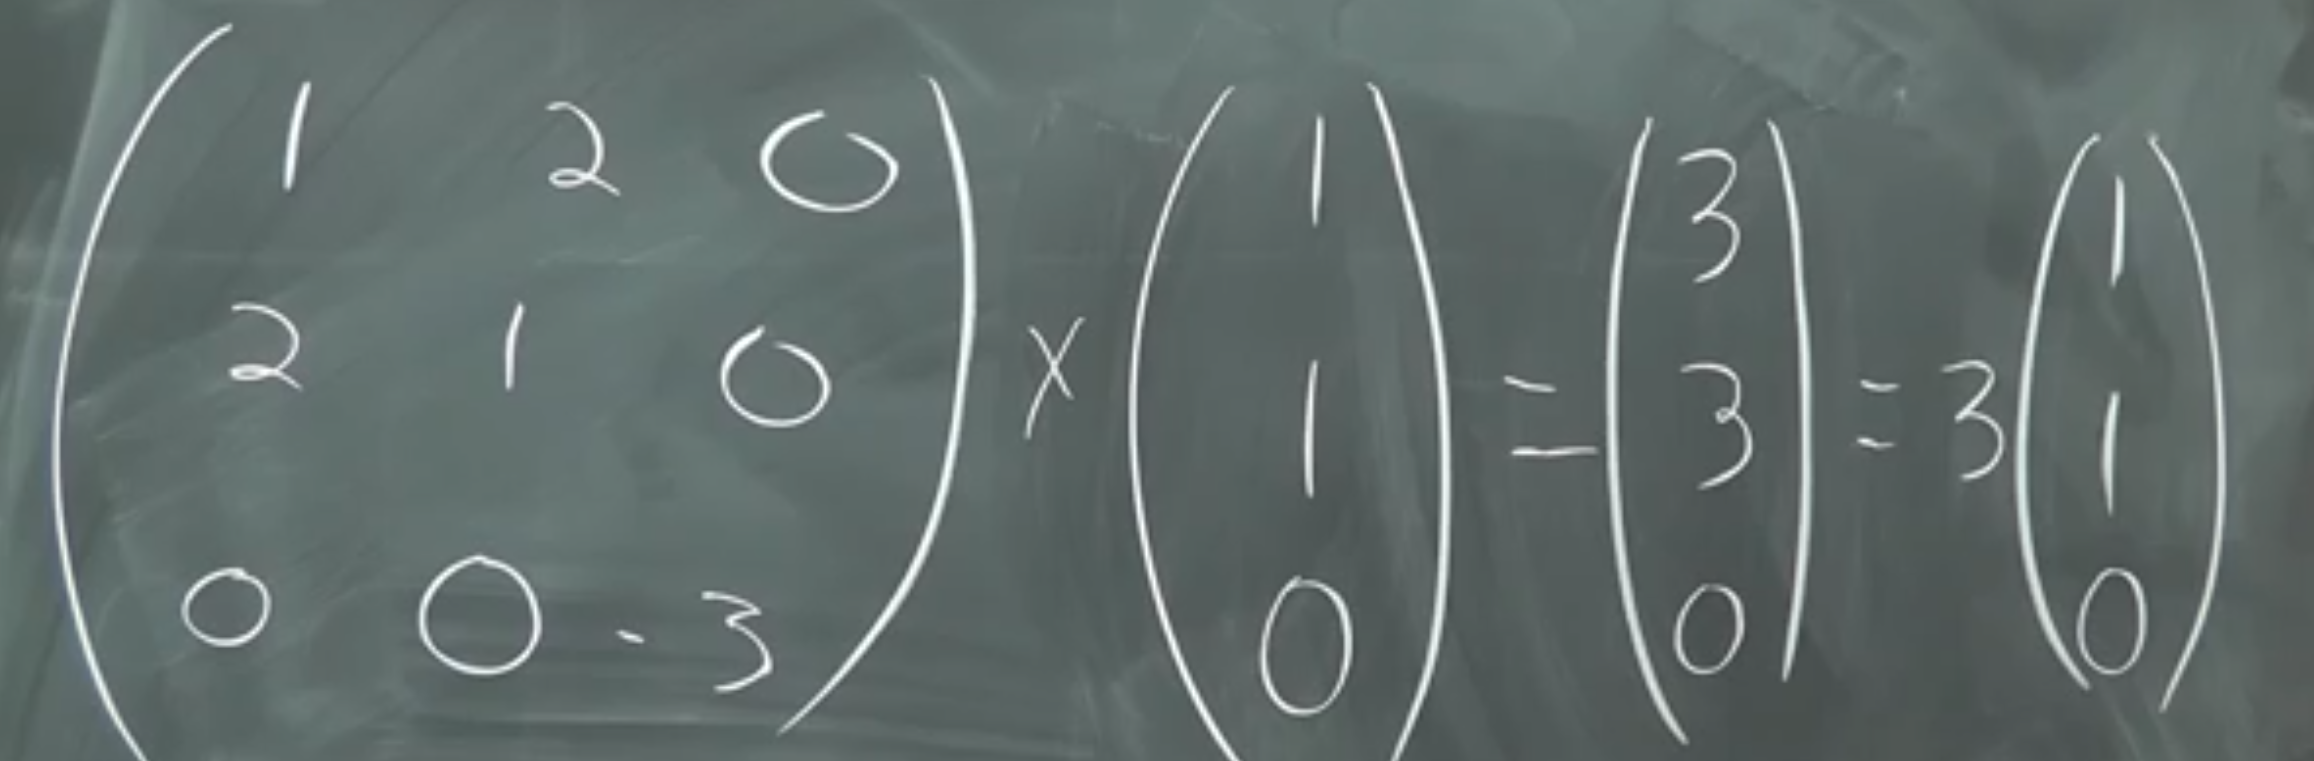 ( 1 2 0 ) ( 1 ) ( 3 ) ( 1 )
( 2 1 0 ) × ( 1 ) = ( 3 ) = 3 ( 1 )
( 0 0 -3 ) ( 0 ) ( 0 ) ( 0 )